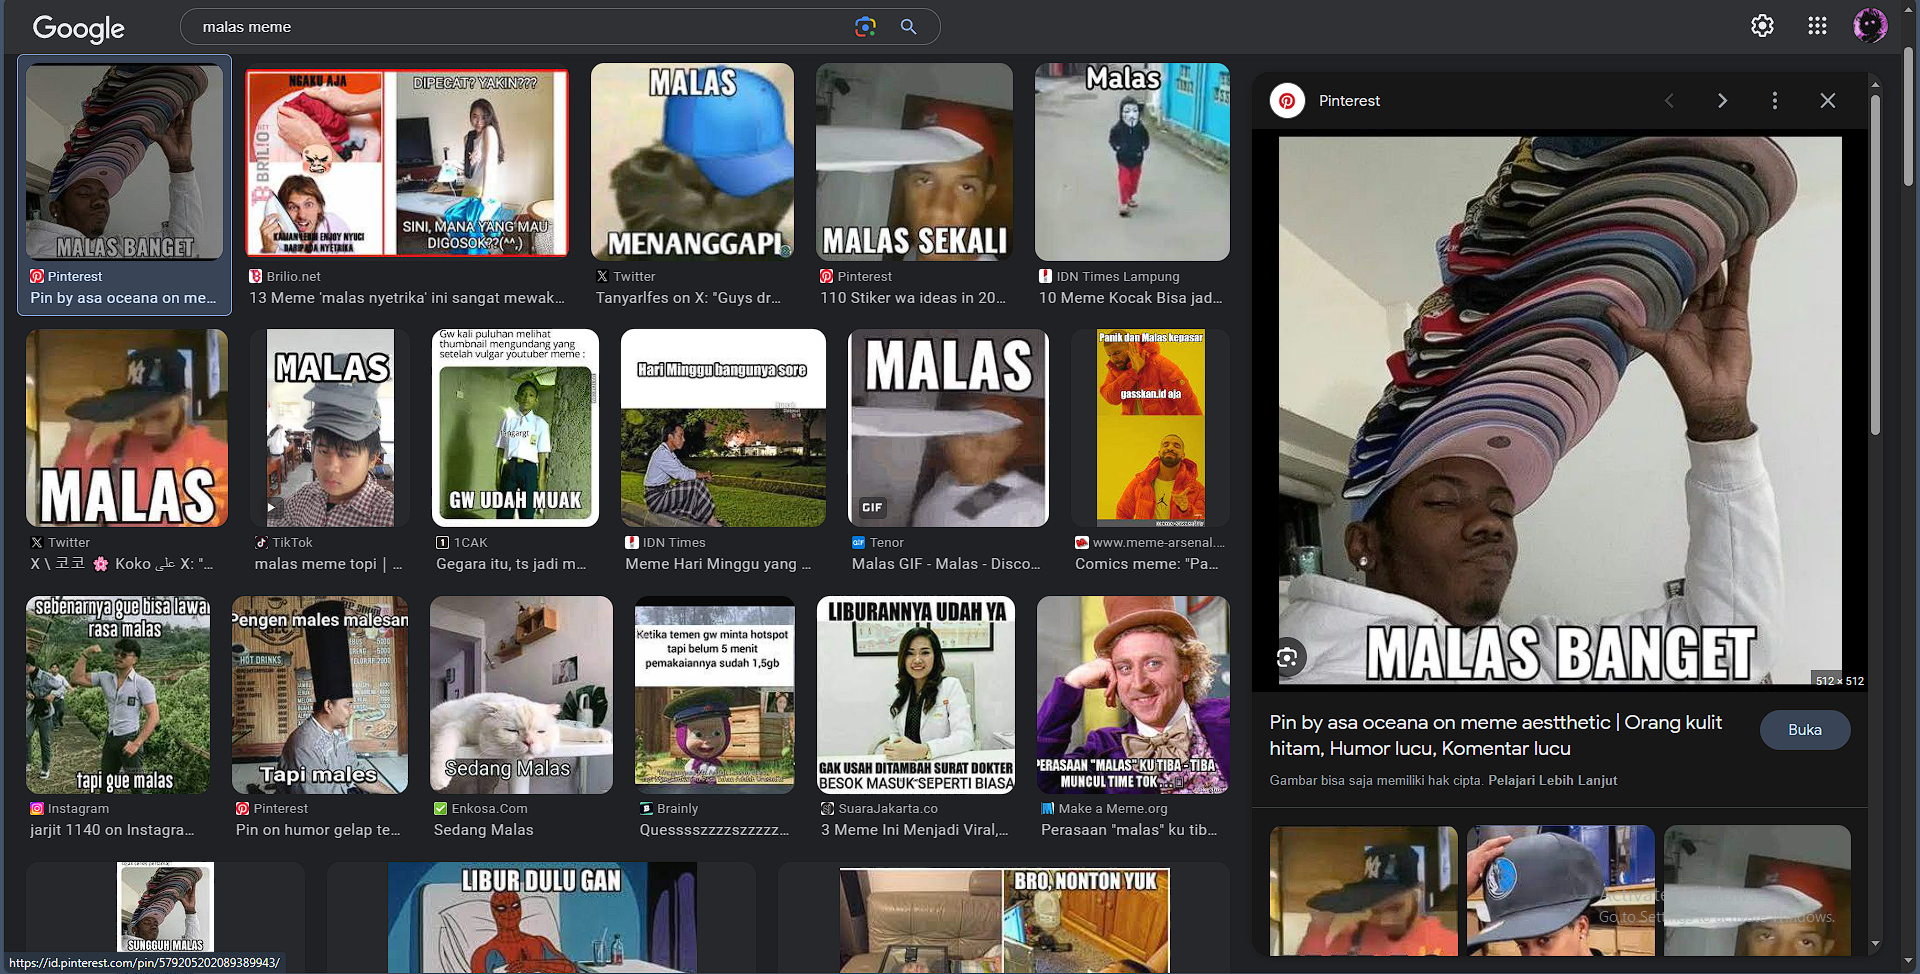 Google
malas meme
MALAS BANGET
Pinterest
Pin by asa oceana on me...
NGAKU AJA
BRILIO
KALIAN LEBIH ENJOY NYUCI
DARIPADA NYETRIKA
DIPECAT? YAKIN???
SINI, MANA YANG MAU
DIGOSOK??(^^,)
Brilio.net
13 Meme 'malas nyetrika' ini sangat mewak...
MALAS
MENANGGAPI
Twitter
Tanyarlfes on X: "Guys dr...
MALAS SEKALI
Pinterest
110 Stiker wa ideas in 20...
Malas
IDN Times Lampung
10 Meme Kocak Bisa jad...
MALAS
Twitter
X \ 코코 🌸 Koko على X: "...
MALAS
TikTok
malas meme topi | ...
Gw kali puluhan melihat
thumbnail mengundang yang
setelah vulgar youtuber meme :
GW UDAH MUAK
1CAK
Gegara itu, ts jadi m...
Hari Minggu bangunya sore
IDN Times
Meme Hari Minggu yang ...
MALAS
GIF
Tenor
Malas GIF - Malas - Disco...
Panik dan Malas kepasar
gasskan.id aja
www.meme-arsenal....
Comics meme: "Pa...
sebenarnya gue bisa lawan
rasa malas
tapi gue malas
Instagram
jarjit 1140 on Instagra...
Pengen males malesan
HOT DRINKS
Tapi males
Pinterest
Pin on humor gelap te...
Sedang Malas
Enkosa.Com
Sedang Malas
Ketika temen gw minta hotspot
tapi belum 5 menit
pemakaiannya sudah 1,5gb
Brainly
Quesssszzzzszzzzz...
LIBURANNYA UDAH YA
GAK USAH DITAMBAH SURAT DOKTER
BESOK MASUK SEPERTI BIASA
SuaraJakarta.co
3 Meme Ini Menjadi Viral,...
PERASAAN "MALAS" KU TIBA - TIBA
MUNCUL TIME TOK...
Make a Meme.org
Perasaan "malas" ku tib...
SUNGGUH MALAS
LIBUR DULU GAN
BRO, NONTON YUK
Pinterest
MALAS BANGET
512 × 512
Pin by asa oceana on meme aestthetic | Orang kulit
hitam, Humor lucu, Komentar lucu
Buka
Gambar bisa saja memiliki hak cipta. Pelajari Lebih Lanjut
Activate
Go to Settings to activate Windows.
https://id.pinterest.com/pin/579205202089389943/